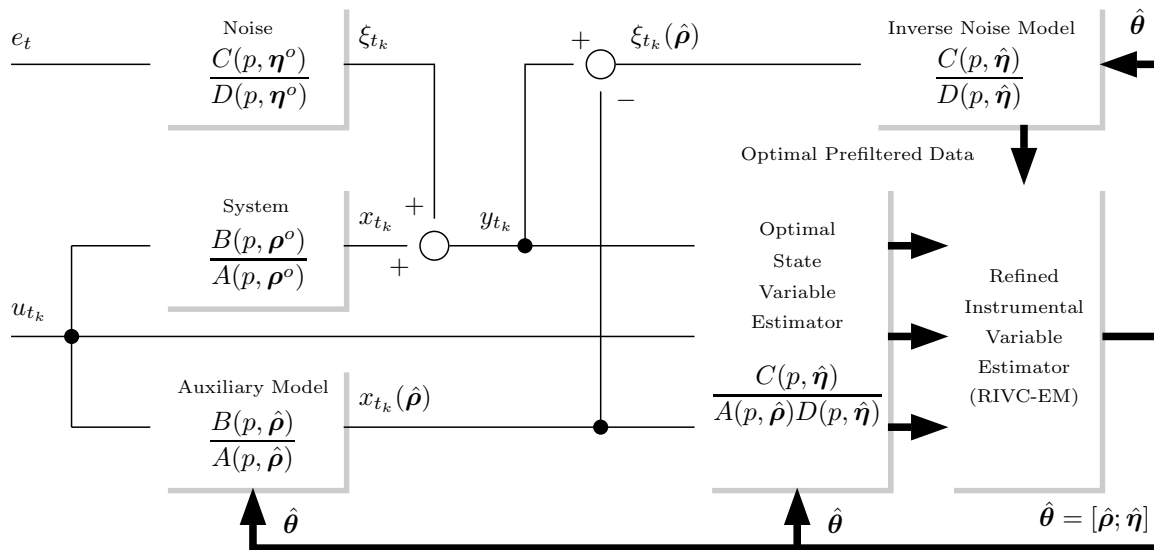 Noise
Inverse Noise Model
e_{t}
ξ_{t_k}
+
ξ_{t_k}(ρ̂)
θ̂
C(p, η^o)
D(p, η^o)
C(p, η̂)
D(p, η̂)
−
Optimal Prefiltered Data
System
x_{t_k}
+
y_{t_k}
+
B(p, ρ^o)
A(p, ρ^o)
Optimal
State
Variable
Estimator
C(p, η̂)
A(p, ρ̂)D(p, η̂)
Refined
Instrumental
Variable
Estimator
(RIVC-EM)
u_{t_k}
Auxiliary Model
x_{t_k}(ρ̂)
B(p, ρ̂)
A(p, ρ̂)
θ̂
θ̂
θ̂ = [ρ̂; η̂]